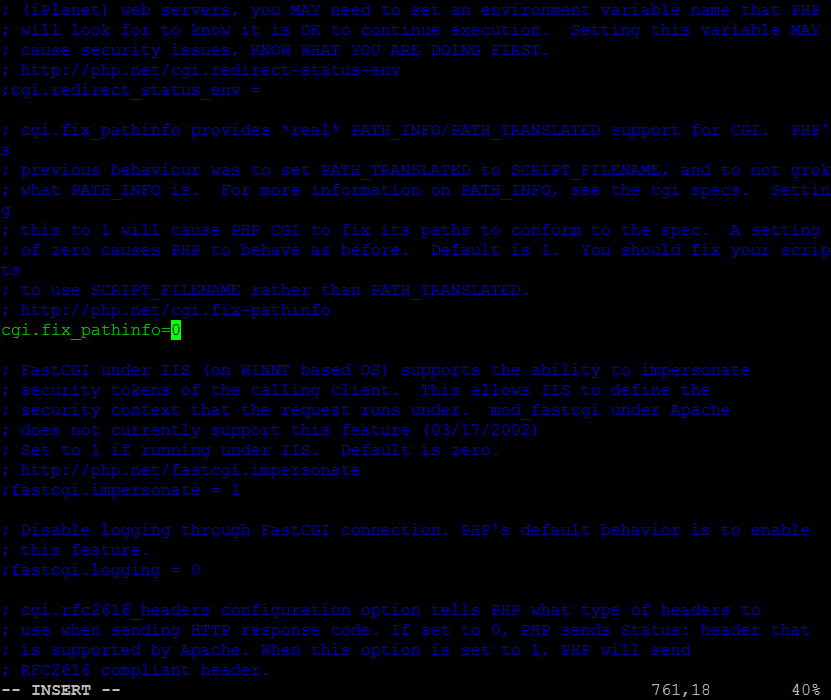 ; (iPlanet) web servers, you MAY need to set an environment variable name that PHP
; will look for to know it is OK to continue execution.  Setting this variable MAY
; cause security issues, KNOW WHAT YOU ARE DOING FIRST.
; http://php.net/cgi.redirect-status-env
;cgi.redirect_status_env =
; cgi.fix_pathinfo provides *real* PATH_INFO/PATH_TRANSLATED support for CGI.  PHP'
s
; previous behaviour was to set PATH_TRANSLATED to SCRIPT_FILENAME, and to not grok
; what PATH_INFO is.  For more information on PATH_INFO, see the cgi specs.  Settin
g
; this to 1 will cause PHP CGI to fix its paths to conform to the spec.  A setting
; of zero causes PHP to behave as before.  Default is 1.  You should fix your scrip
ts
; to use SCRIPT_FILENAME rather than PATH_TRANSLATED.
; http://php.net/cgi.fix-pathinfo
cgi.fix_pathinfo=0
; FastCGI under IIS (on WINNT based OS) supports the ability to impersonate
; security tokens of the calling client.  This allows IIS to define the
; security context that the request runs under.  mod_fastcgi under Apache
; does not currently support this feature (03/17/2002)
; Set to 1 if running under IIS.  Default is zero.
; http://php.net/fastcgi.impersonate
;fastcgi.impersonate = 1
; Disable logging through FastCGI connection. PHP's default behavior is to enable
; this feature.
;fastcgi.logging = 0
; cgi.rfc2616_headers configuration option tells PHP what type of headers to
; use when sending HTTP response code. If set to 0, PHP sends Status: header that
; is supported by Apache. When this option is set to 1, PHP will send
; RFC2616 compliant header.
-- INSERT --                                                     761,18        40%